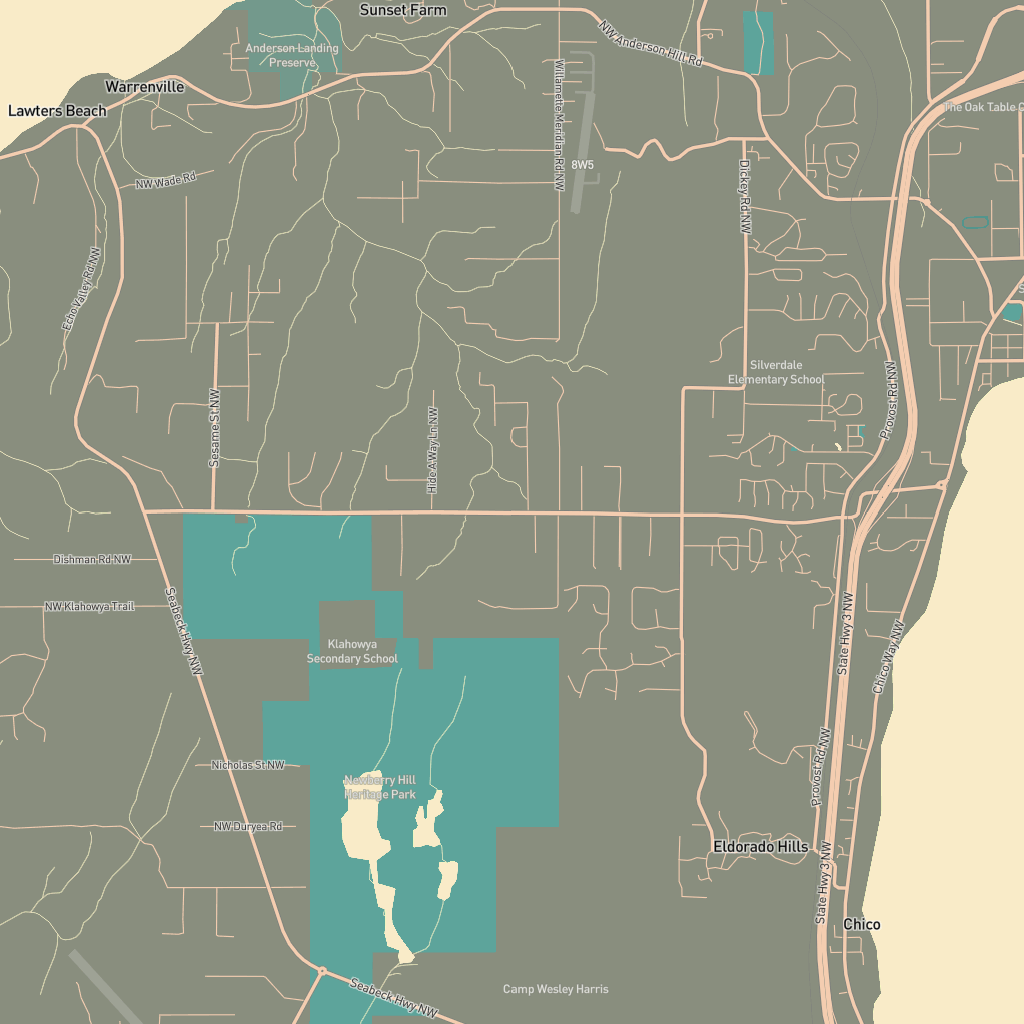 Sunset Farm
NW Anderson Hill Rd
Anderson Landing
Preserve
Warrenville
Lawters Beach
Willamette Meridian Rd NW
The Oak Table C
8W5
NW Wade Rd
Dickey Rd NW
Echo Valley Rd NW
Silverdale
Elementary School
Provost Rd NW
Sesame St NW
Hide A Way Ln NW
Dishman Rd NW
NW Klahowya Trail
Seabeck Hwy NW
Klahowya
Secondary School
State Hwy 3 NW
Chico Way NW
Nicholas St NW
Newberry Hill
Heritage Park
Provost Rd NW
NW Duryea Rd
Eldorado Hills
State Hwy 3 NW
Chico
Seabeck Hwy NW
Camp Wesley Harris